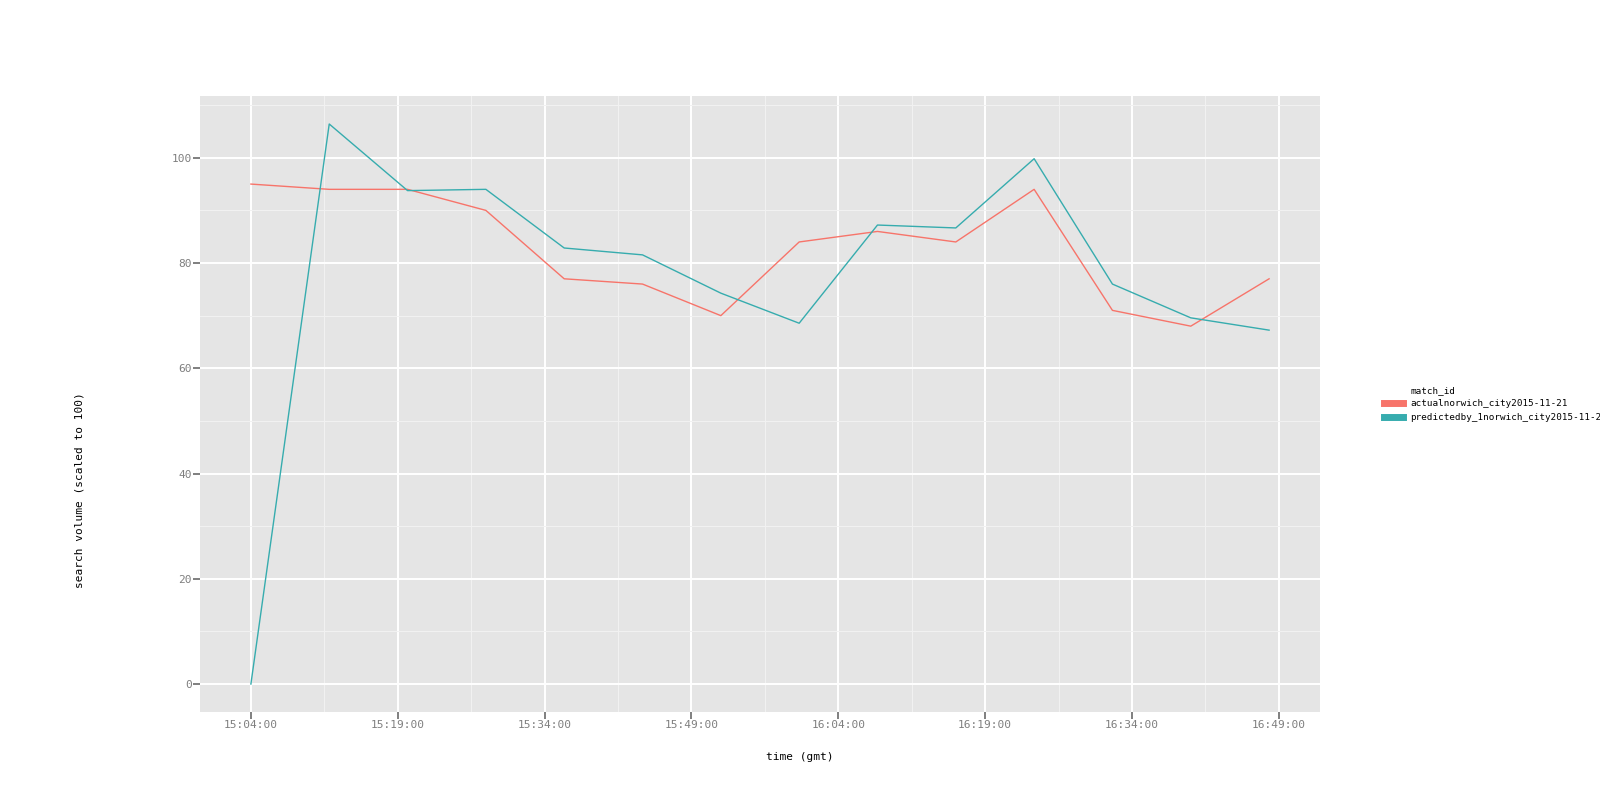 100
80
60
40
20
0
search volume (scaled to 100)
15:04:00 15:19:00 15:34:00 15:49:00 16:04:00 16:19:00 16:34:00 16:49:00
time (gmt)
match_id
actualnorwich_city2015-11-21
predictedby_1norwich_city2015-11-2